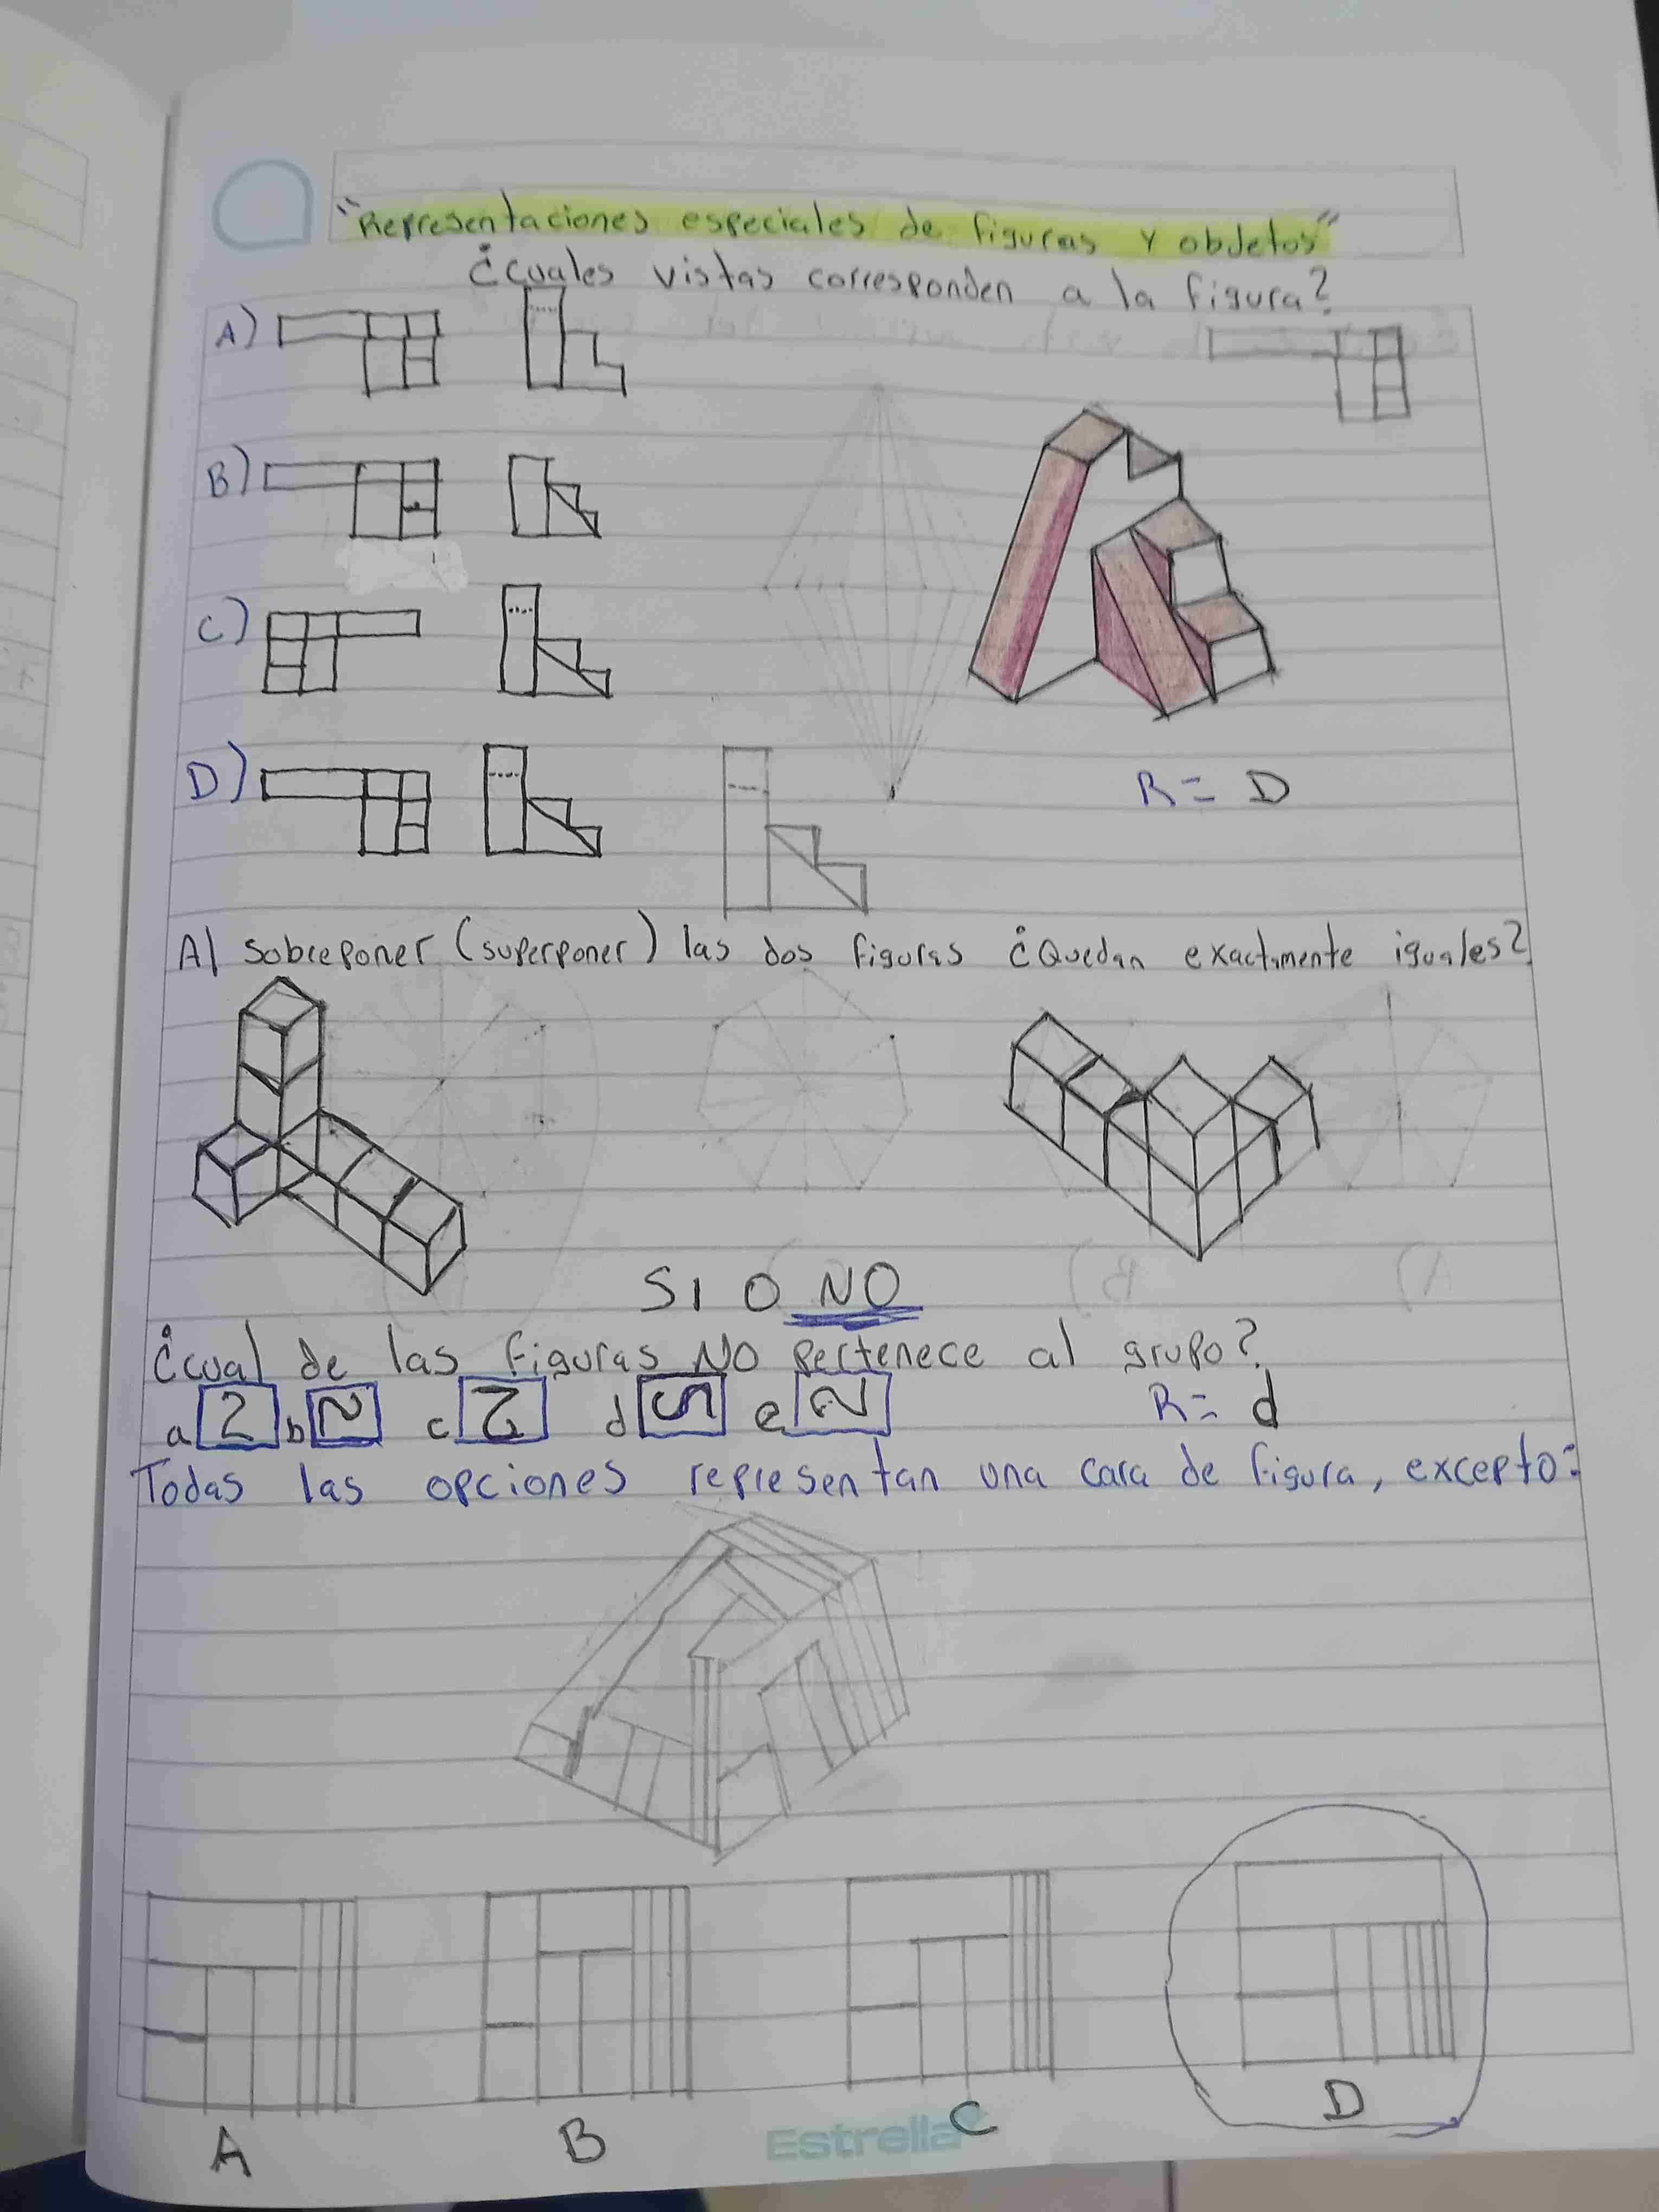 "Representaciones especiales de figuras y objetos"
¿cuales vistas corresponden a la figura?
A)
B)
C)
D)
R= D
Al sobreponer (superponer) las dos figuras ¿Quedan exactamente iguales?
SI O NO
¿cual de las figuras NO pertenece al grupo?
a 2 b c d e R= d
Todas las opciones representan una cara de figura, excepto:
A B C D
Estrella